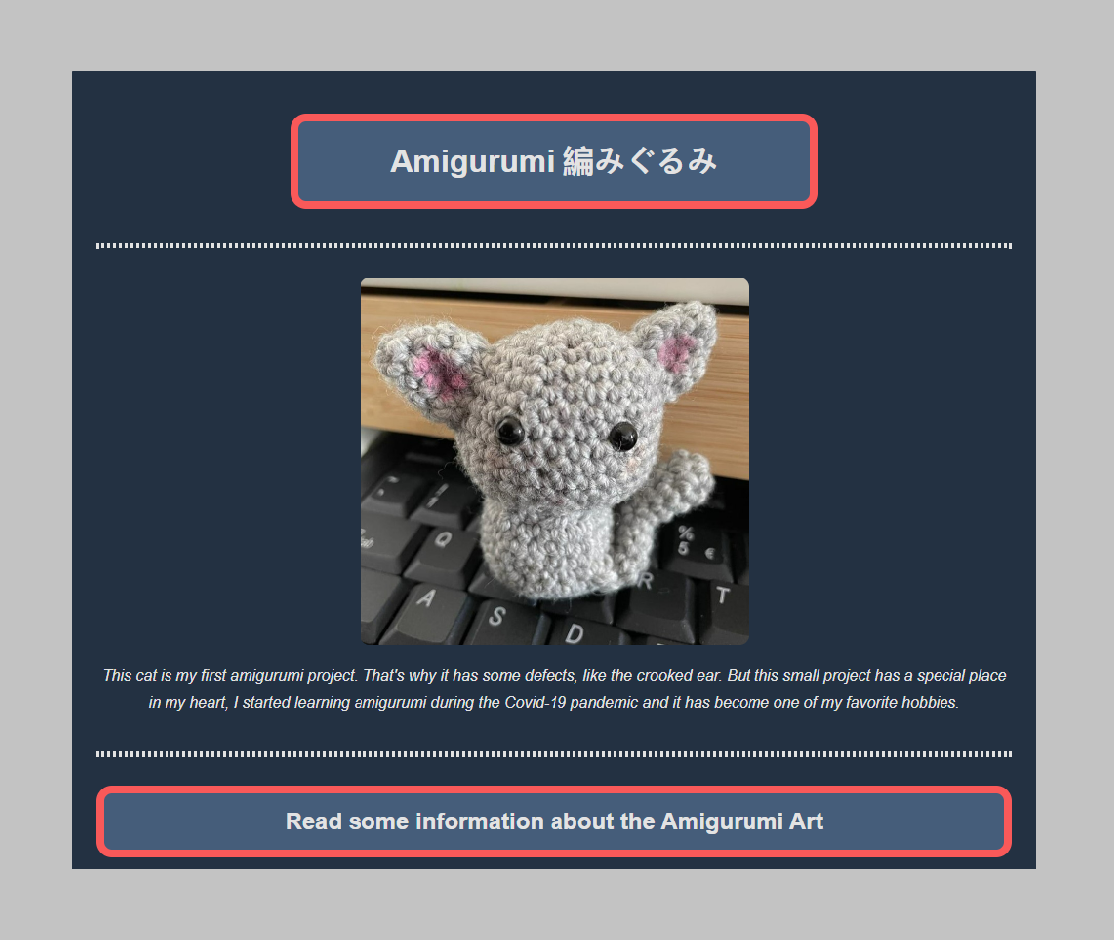 Amigurumi 編みぐるみ
Q
% 5 €
A
S
D
R
T
This cat is my first amigurumi project. That's why it has some defects, like the crooked ear. But this small project has a special place
in my heart, I started learning amigurumi during the Covid-19 pandemic and it has become one of my favorite hobbies.
Read some information about the Amigurumi Art